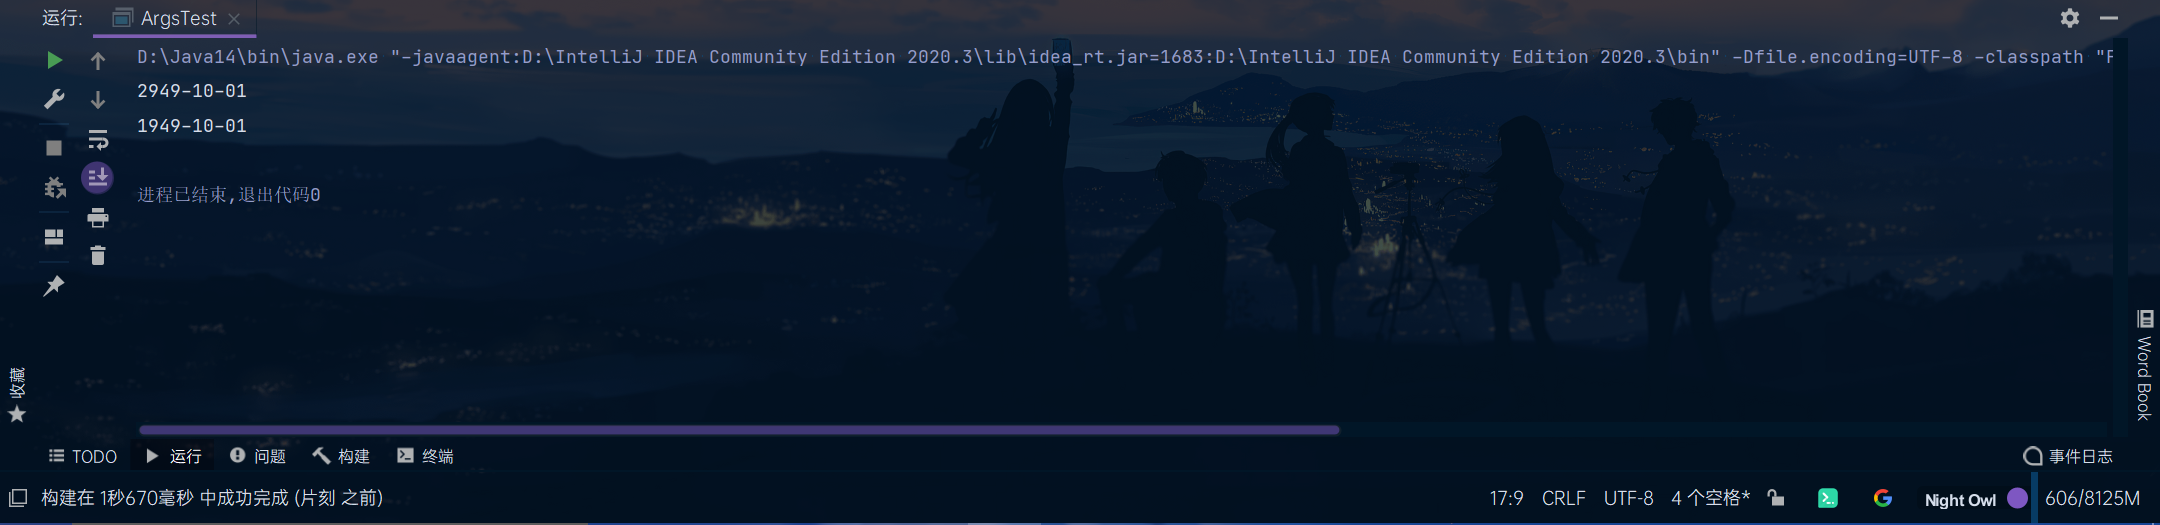 运行: ArgsTest
D:\Java14\bin\java.exe "-javaagent:D:\IntelliJ IDEA Community Edition 2020.3\lib\idea_rt.jar=1683:D:\IntelliJ IDEA Community Edition 2020.3\bin" -Dfile.encoding=UTF-8 -classpath "F
2949-10-01
1949-10-01
进程已结束,退出代码0
收藏
Word Book
TODO 运行 问题 构建 终端 事件日志
构建在 1秒670毫秒 中成功完成 (片刻 之前) 17:9 CRLF UTF-8 4 个空格* Night Owl 606/8125M